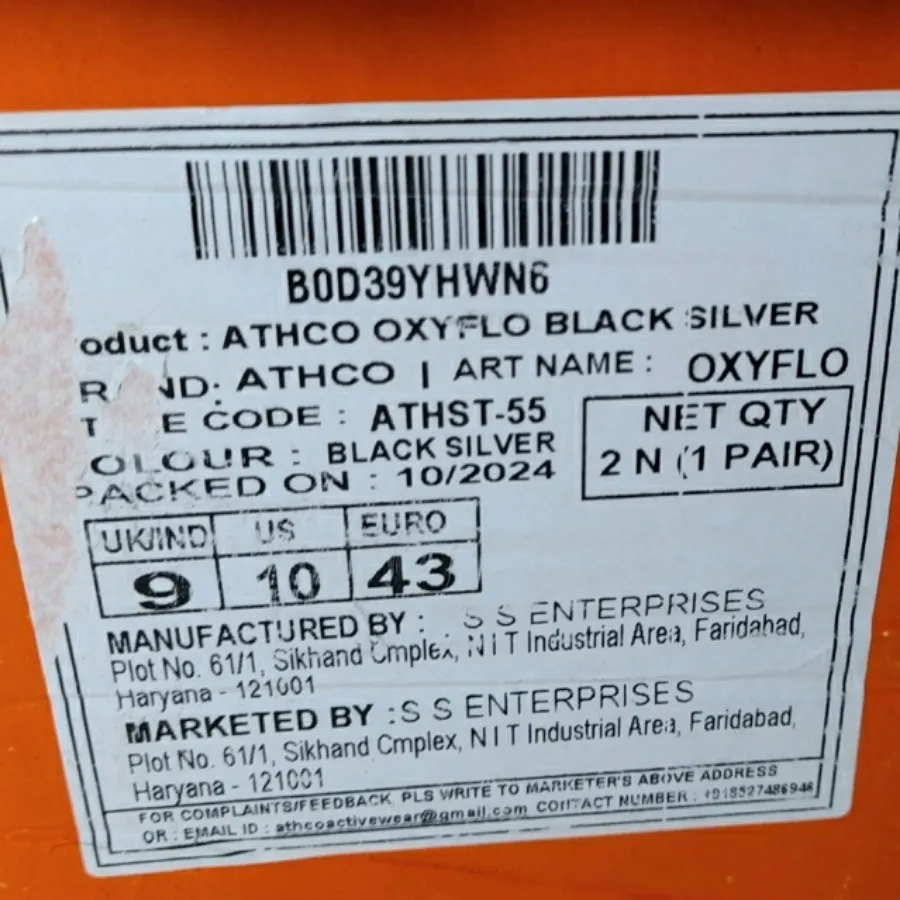 B0D39YHWN6
oduct : ATHCO OXYFLO BLACK SILVER
ND: ATHCO | ART NAME : OXYFLO
E CODE : ATHST-55
OLOUR : BLACK SILVER
PACKED ON : 10/2024
NET QTY
2 N (1 PAIR)
UK/IND US EURO
9 10 43
MANUFACTURED BY : S S ENTERPRISES
Plot No. 61/1, Sikhand Cmplex, N I T Industrial Area, Faridabad,
Haryana - 121001
MARKETED BY :S S ENTERPRISES
Plot No. 61/1, Sikhand Cmplex, N I T Industrial Area, Faridabad,
Haryana - 121001
FOR COMPLAINTS/FEEDBACK PLS WRITE TO MARKETER'S ABOVE ADDRESS
OR : EMAIL ID : athcoactivewear@gmail.com CONTACT NUMBER :